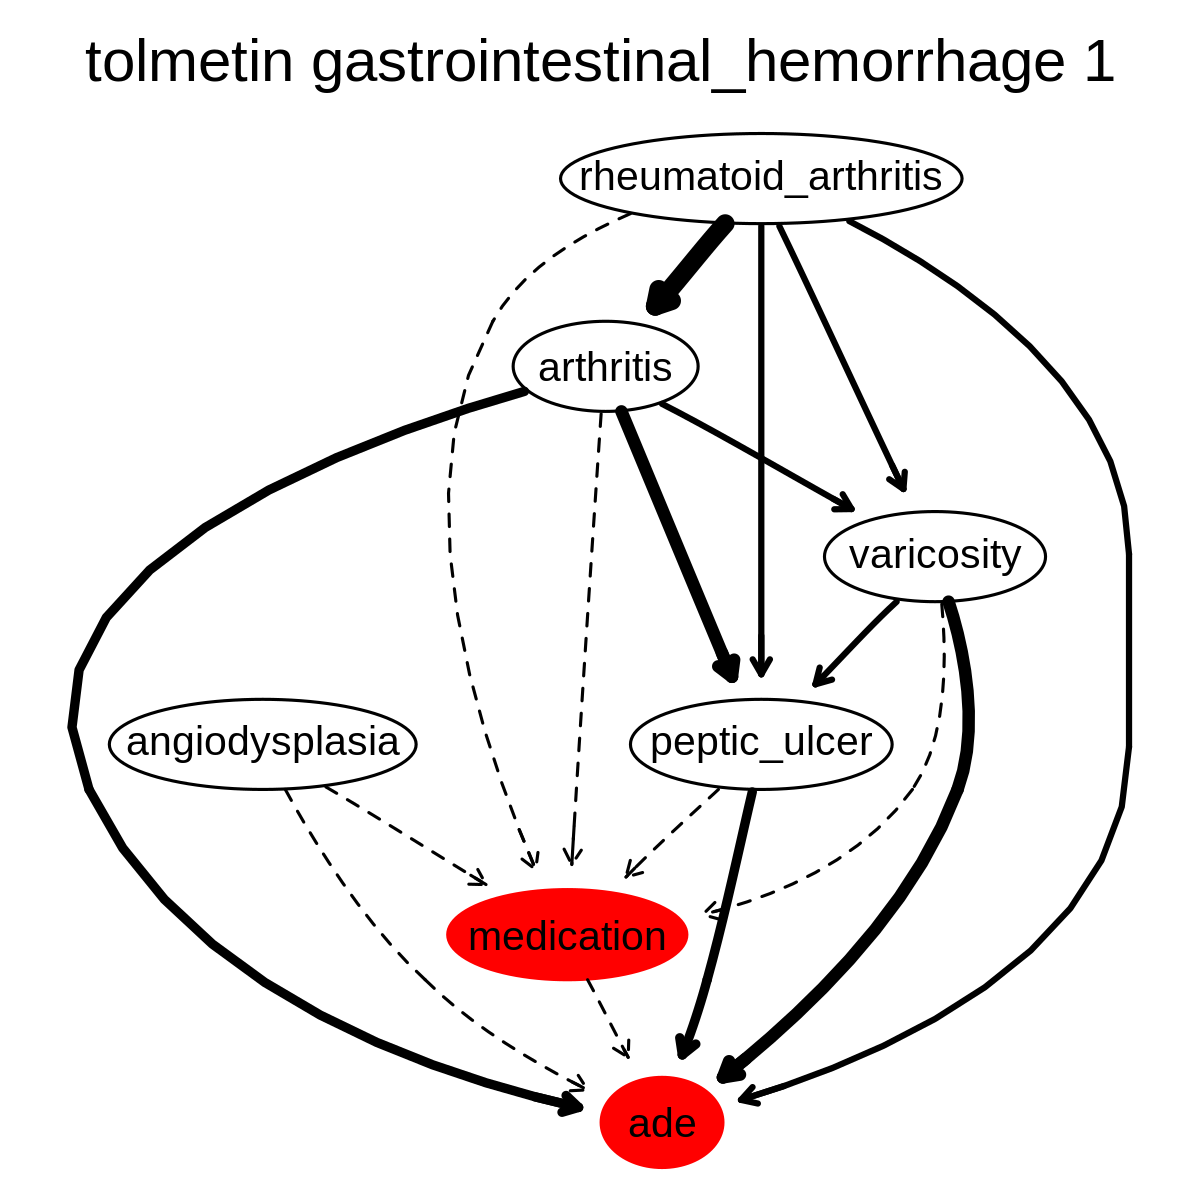 tolmetin gastrointestinal_hemorrhage 1
rheumatoid_arthritis
arthritis
varicosity
angiodysplasia
peptic_ulcer
medication
ade